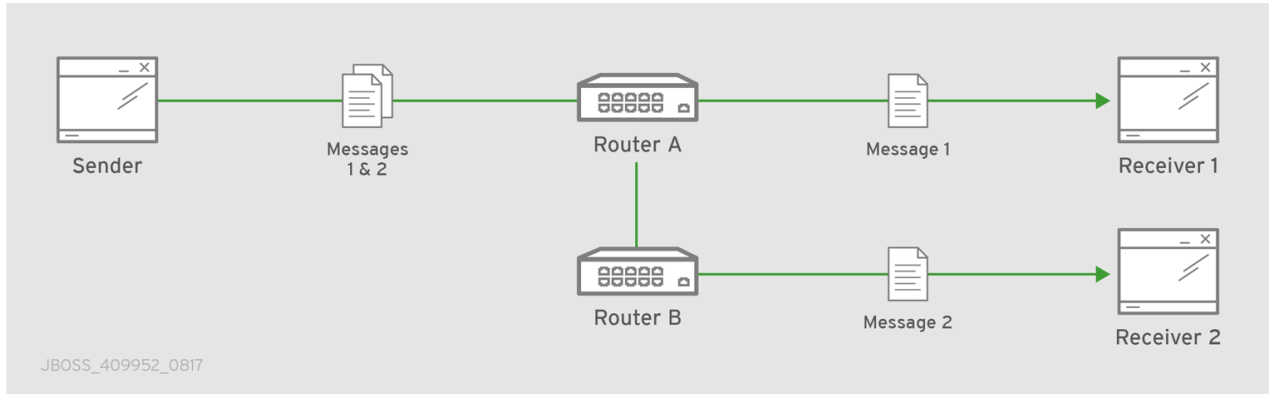 Sender
Messages
1 & 2
Router A
Message 1
Receiver 1
Router B
Message 2
Receiver 2
JBOSS_409952_0817